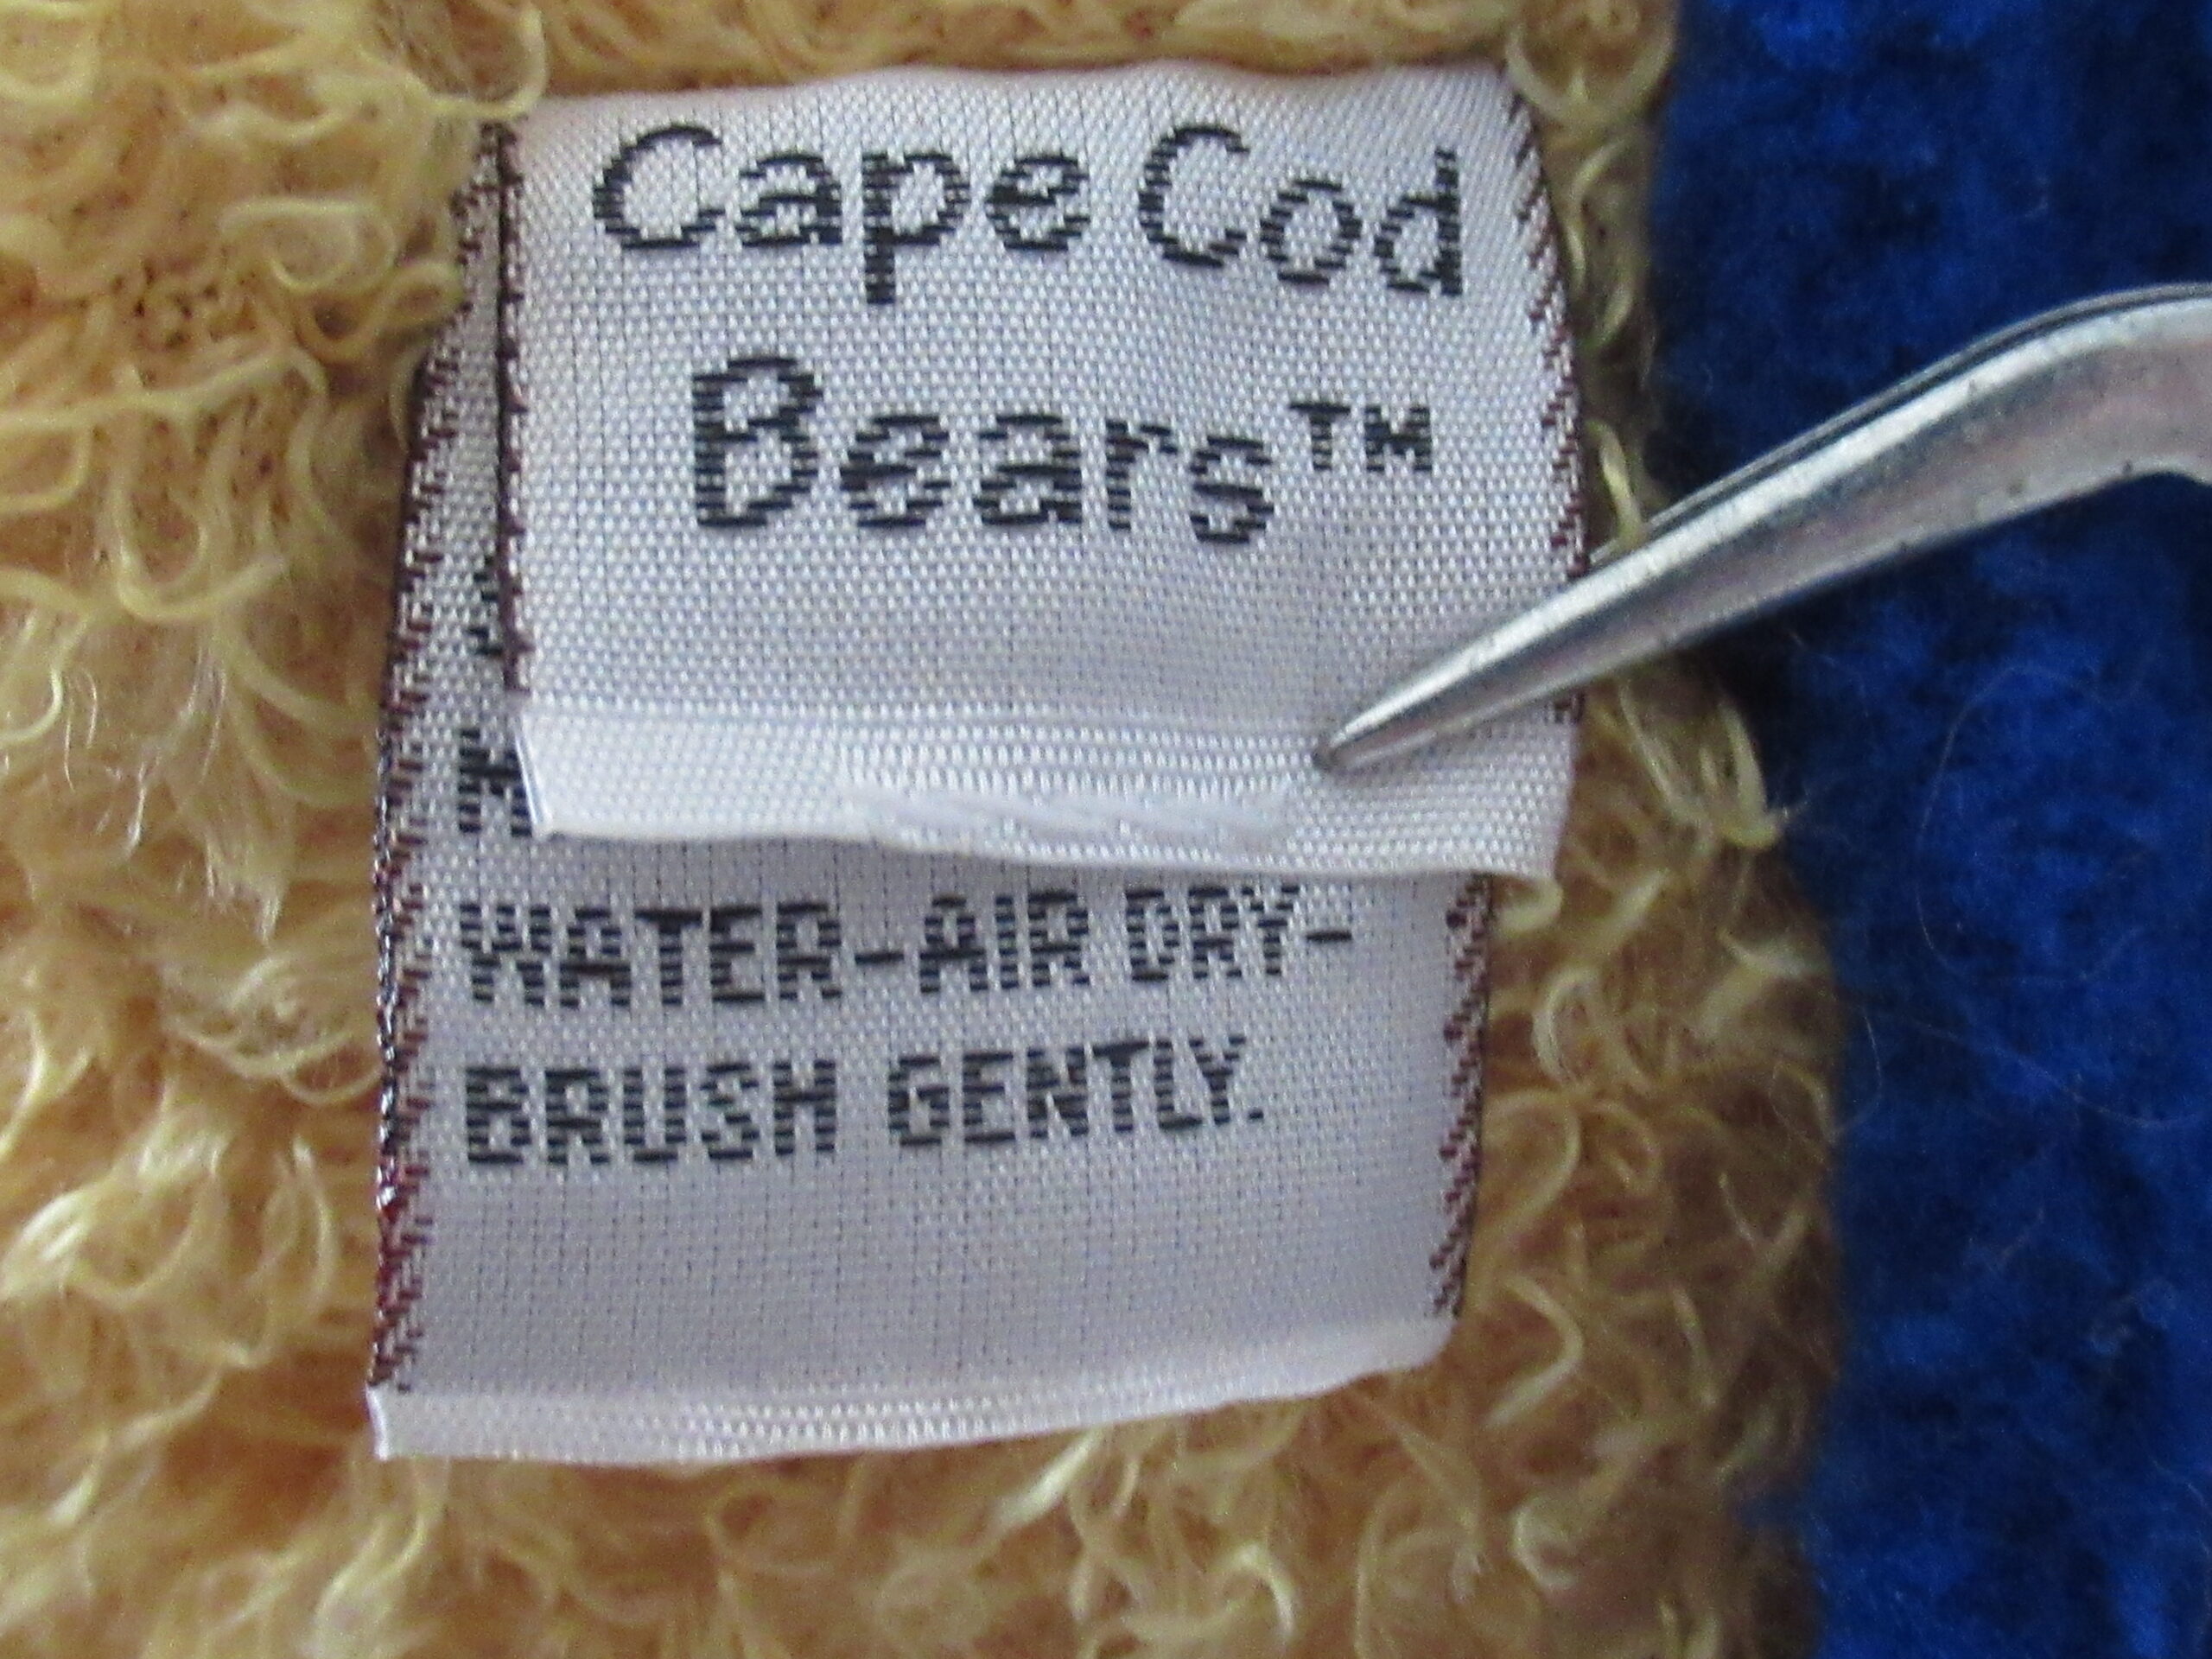 Cape Cod
Bears™
WATER-AIR DRY-
BRUSH GENTLY.